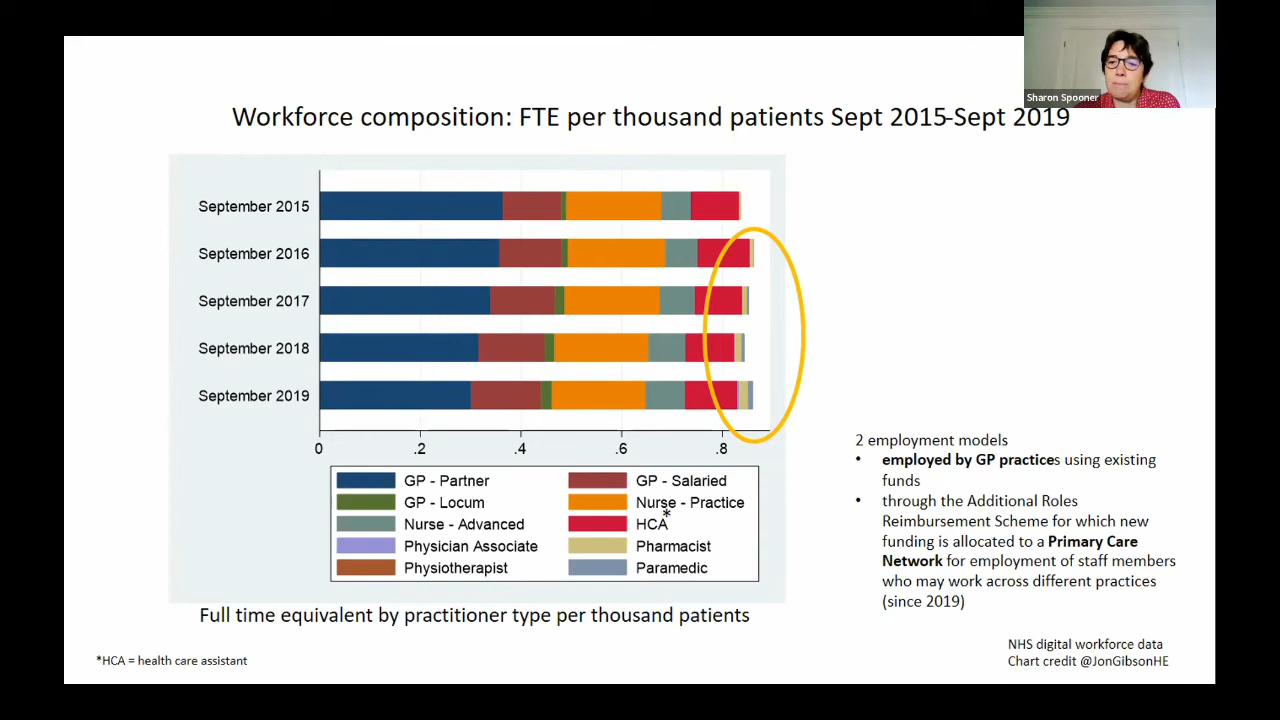 Sharon Spooner
Workforce composition: FTE per thousand patients Sept 2015-Sept 2019
September 2015
September 2016
September 2017
September 2018
September 2019
0 .2 .4 .6 .8
GP - Partner GP - Salaried
GP - Locum Nurse - Practice
Nurse - Advanced HCA*
Physician Associate Pharmacist
Physiotherapist Paramedic
Full time equivalent by practitioner type per thousand patients
*HCA = health care assistant
2 employment models
• employed by GP practices using existing
funds
• through the Additional Roles
Reimbursement Scheme for which new
funding is allocated to a Primary Care
Network for employment of staff members
who may work across different practices
(since 2019)
NHS digital workforce data
Chart credit @JonGibsonHE